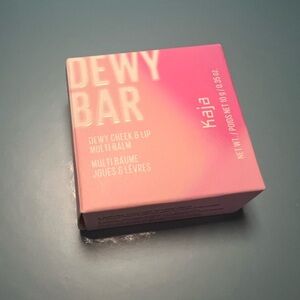 DEWY
BAR
DEWY CHEEK & LIP
MULTI BALM
MULTI BAUME
JOUES & LÈVRES
Kaja
NET WT / POIDS NET 10 g / 0.35 oz.